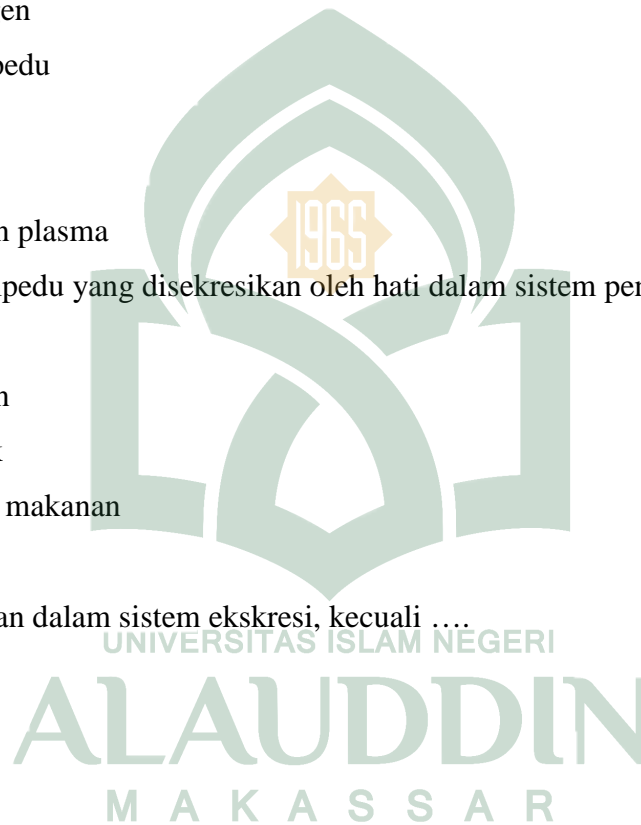 en
pedu
n plasma
1965
pedu yang disekresikan oleh hati dalam sistem per
n
makanan
an dalam sistem ekskresi, kecuali ….
UNIVERSITAS ISLAM NEGERI
ALAUDDIN
MAKASSAR